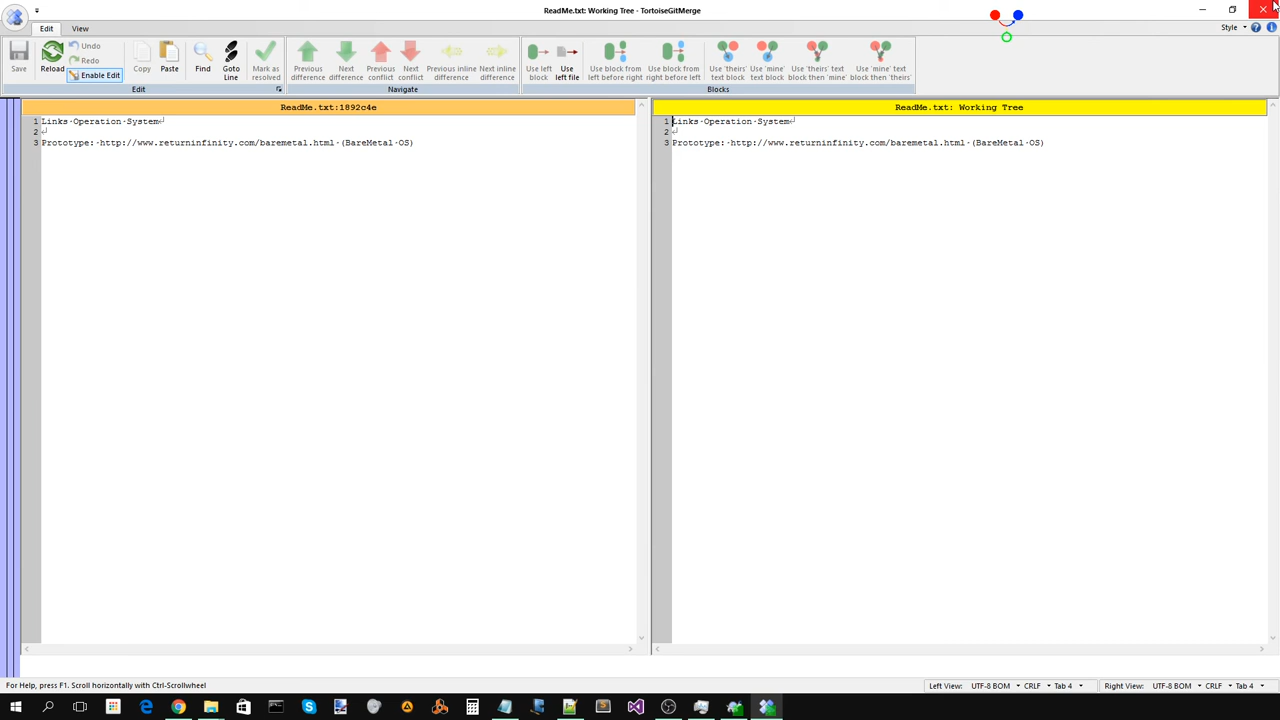 ReadMe.txt: Working Tree - TortoiseGitMerge
Edit View Style
Save Reload Undo Redo Enable Edit Copy Paste Find Goto Line Mark as resolved Previous difference Next difference Previous conflict Next conflict Previous inline difference Next inline difference Use left block Use left file Use block from left before right Use block from right before left Use 'theirs' text block Use 'mine' text block Use 'theirs' text block then 'mine' Use 'mine' text block then 'theirs'
Edit Navigate Blocks
ReadMe.txt:1892c4e
1 Links·Operation·System
2
3 Prototype:·http://www.returninfinity.com/baremetal.html·(BareMetal·OS)
ReadMe.txt: Working Tree
1 Links·Operation·System
2
3 Prototype:·http://www.returninfinity.com/baremetal.html·(BareMetal·OS)
For Help, press F1. Scroll horizontally with Ctrl-Scrollwheel Left View: UTF-8 BOM CRLF Tab 4 Right View: UTF-8 BOM CRLF Tab 4